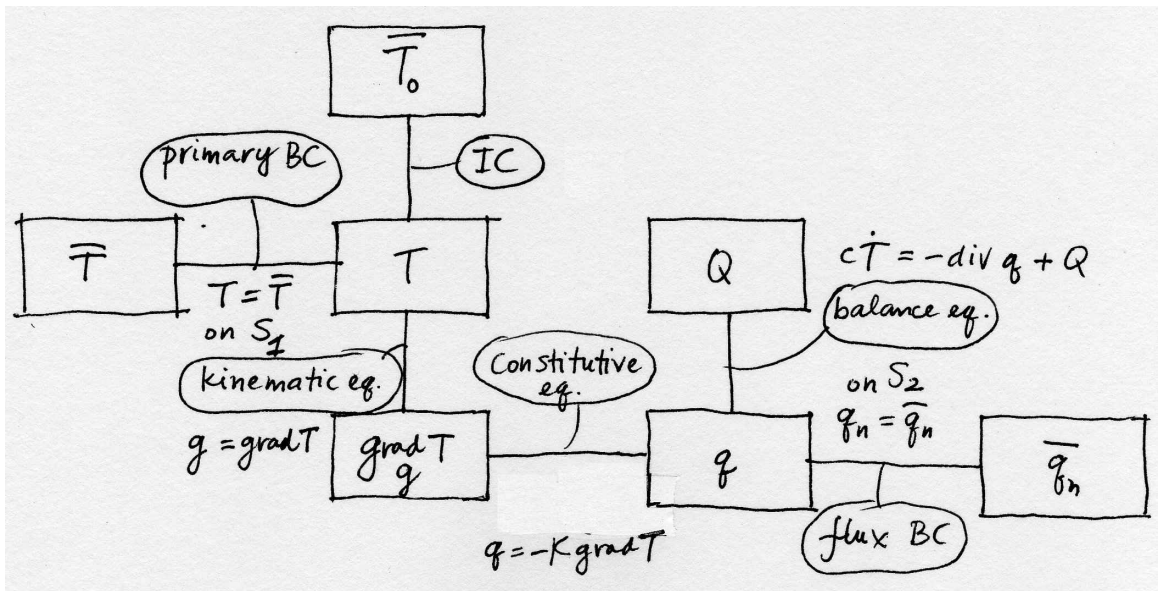 T̅₀
primary BC
IC
T̅
T
Q
cṪ = -div q + Q
T = T̅
on S₁
balance eq.
kinematic eq.
Constitutive
eq.
on S₂
qₙ = q̅ₙ
g = grad T
grad T
g
q
q̅ₙ
q = -K grad T
flux BC